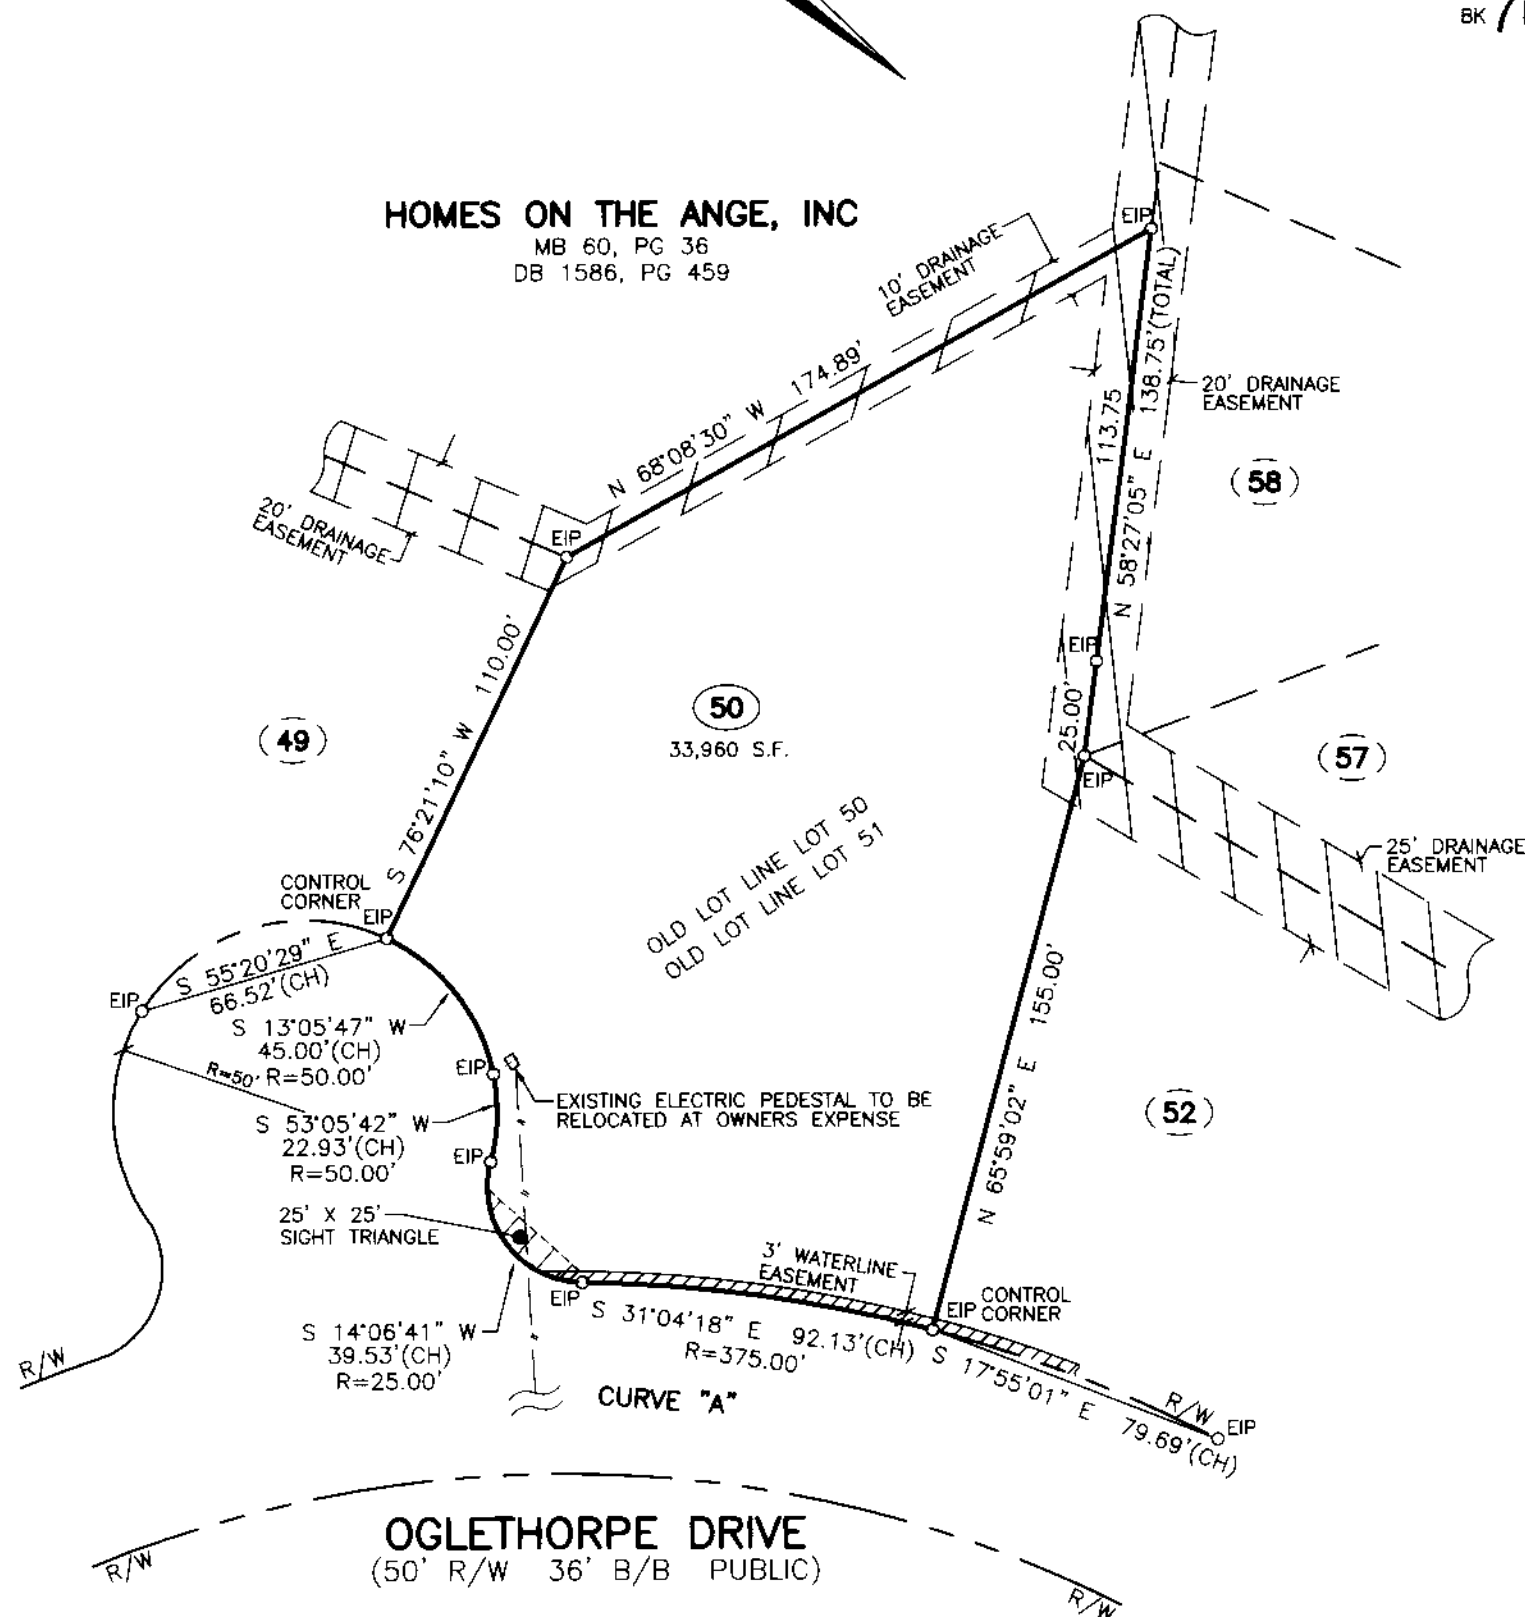 BK
HOMES ON THE ANGE, INC
MB 60, PG 36
DB 1586, PG 459
10' DRAINAGE
EASEMENT
EIP
N 68°08'30" W 174.89'
113.75
N 58°27'05" E 138.75'(TOTAL)
20' DRAINAGE
EASEMENT
58
20' DRAINAGE
EASEMENT
EIP
S 76°21'10" W 110.00'
EIP
25.00'
EIP
50
33,960 S.F.
49
57
25' DRAINAGE
EASEMENT
OLD LOT LINE LOT 50
OLD LOT LINE LOT 51
CONTROL
CORNER
EIP
S 55°20'29" E
66.52'(CH)
EIP
S 13°05'47" W
45.00'(CH)
R=50.00'
R=50'
EIP
EXISTING ELECTRIC PEDESTAL TO BE
RELOCATED AT OWNERS EXPENSE
S 53°05'42" W
22.93'(CH)
R=50.00'
EIP
N 65°59'02" E 155.00'
52
25' X 25'
SIGHT TRIANGLE
3' WATERLINE
EASEMENT
EIP
EIP
CONTROL
CORNER
S 31°04'18" E 92.13'(CH)
R=375.00'
S 14°06'41" W
39.53'(CH)
R=25.00'
S 17°55'01" E 79.69'(CH)
R/W
EIP
R/W
CURVE "A"
OGLETHORPE DRIVE
(50' R/W 36' B/B PUBLIC)
R/W
R/W